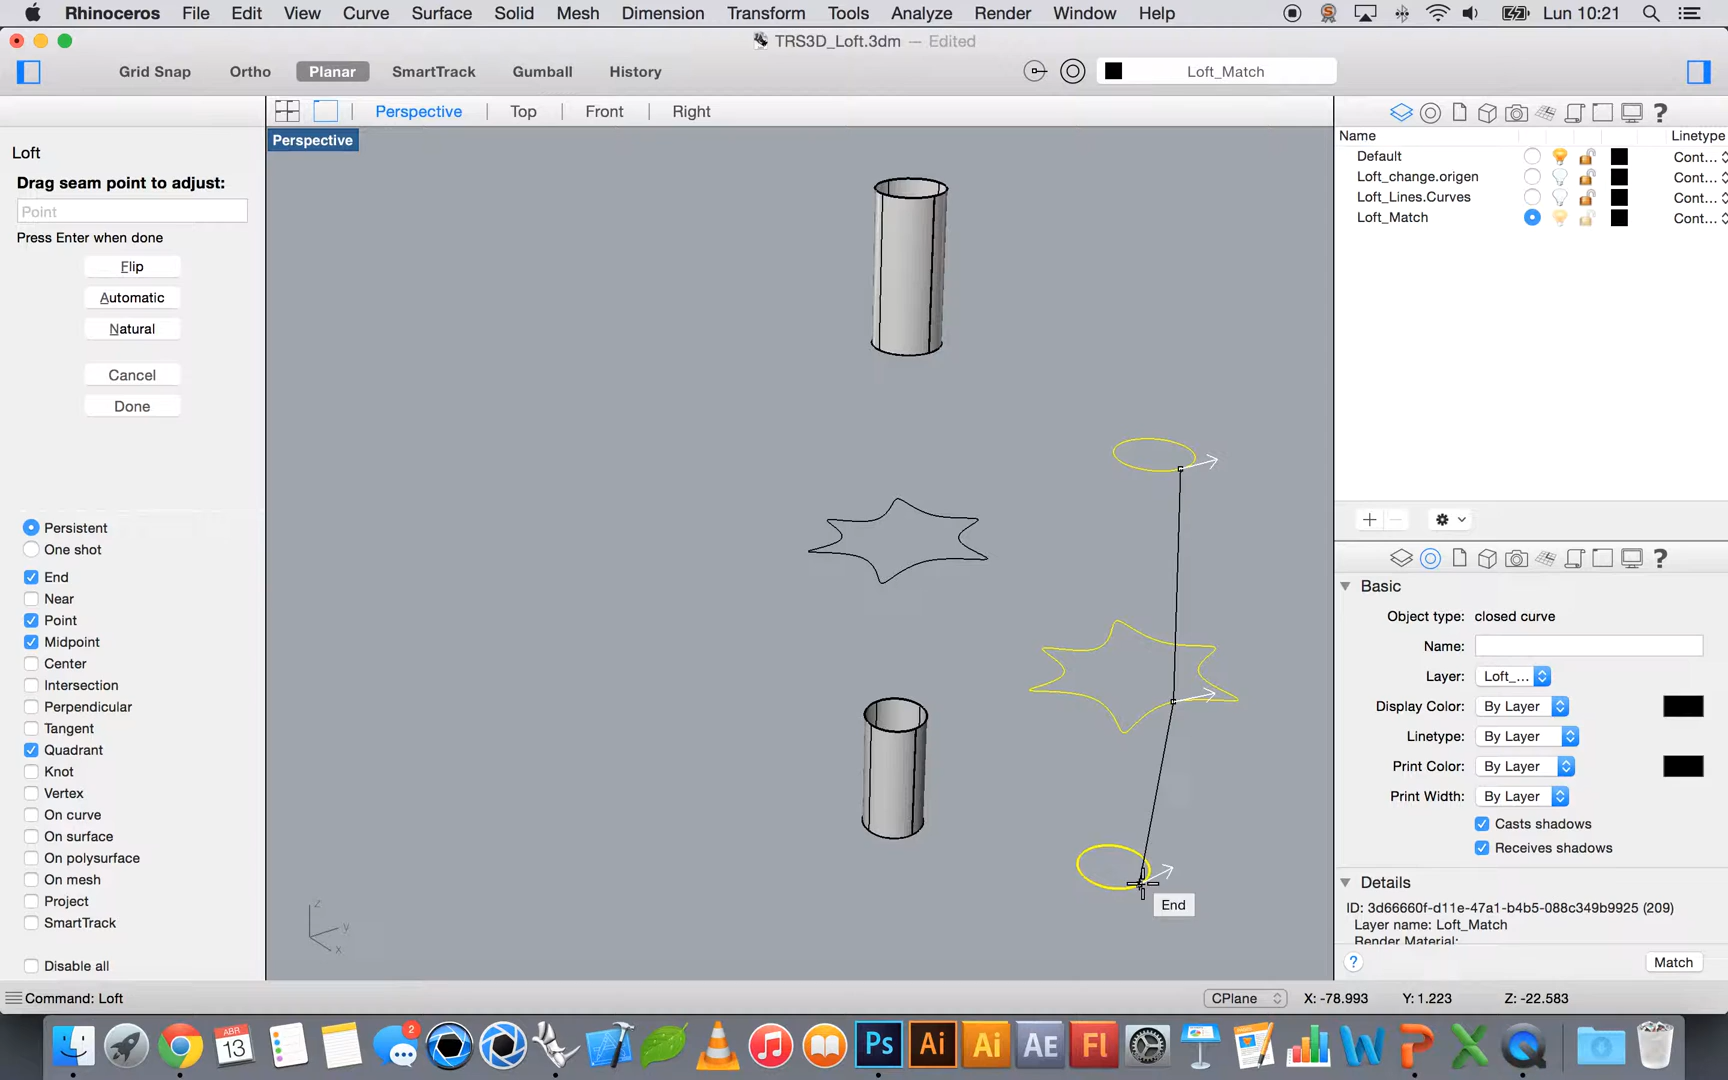 Rhinoceros File Edit View Curve Surface Solid Mesh Dimension Transform Tools Analyze Render Window Help Lun 10:21
TRS3D_Loft.3dm — Edited
Grid Snap Ortho Planar SmartTrack Gumball History Loft_Match
Perspective Top Front Right
Perspective
Loft
Drag seam point to adjust:
Point
Press Enter when done
Flip
Automatic
Natural
Cancel
Done
Persistent
One shot
End
Near
Point
Midpoint
Center
Intersection
Perpendicular
Tangent
Quadrant
Knot
Vertex
On curve
On surface
On polysurface
On mesh
Project
SmartTrack
Disable all
z
y
x
End
Name Linetype
Default Cont...
Loft_change.origen Cont...
Loft_Lines.Curves Cont...
Loft_Match Cont...
Basic
Object type: closed curve
Name:
Layer: Loft_...
Display Color: By Layer
Linetype: By Layer
Print Color: By Layer
Print Width: By Layer
Casts shadows
Receives shadows
Details
ID: 3d66660f-d11e-47a1-b4b5-088c349b9925 (209)
Layer name: Loft_Match
Render Material:
? Match
Command: Loft CPlane X: -78.993 Y: 1.223 Z: -22.583
ABR
13
2
Ps Ai Ai AE Fl